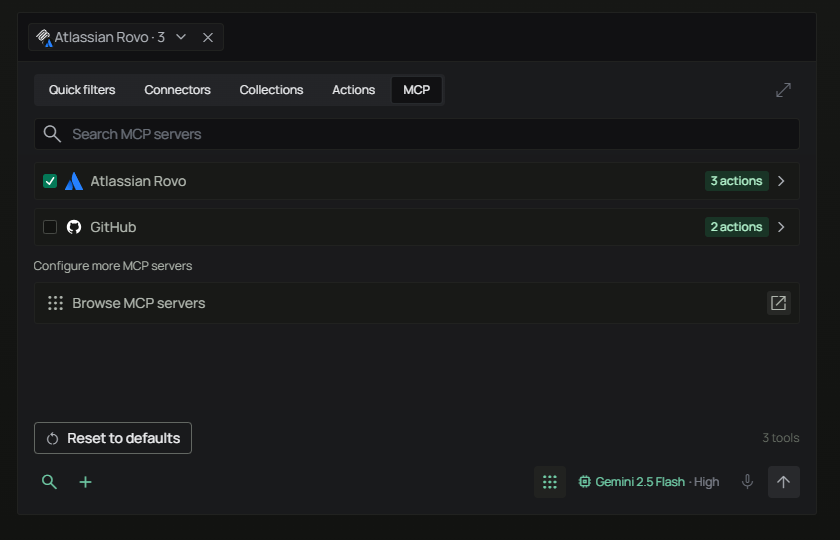 Atlassian Rovo · 3
Quick filters Connectors Collections Actions MCP
Search MCP servers
Atlassian Rovo 3 actions
GitHub 2 actions
Configure more MCP servers
Browse MCP servers
Reset to defaults 3 tools
Gemini 2.5 Flash · High